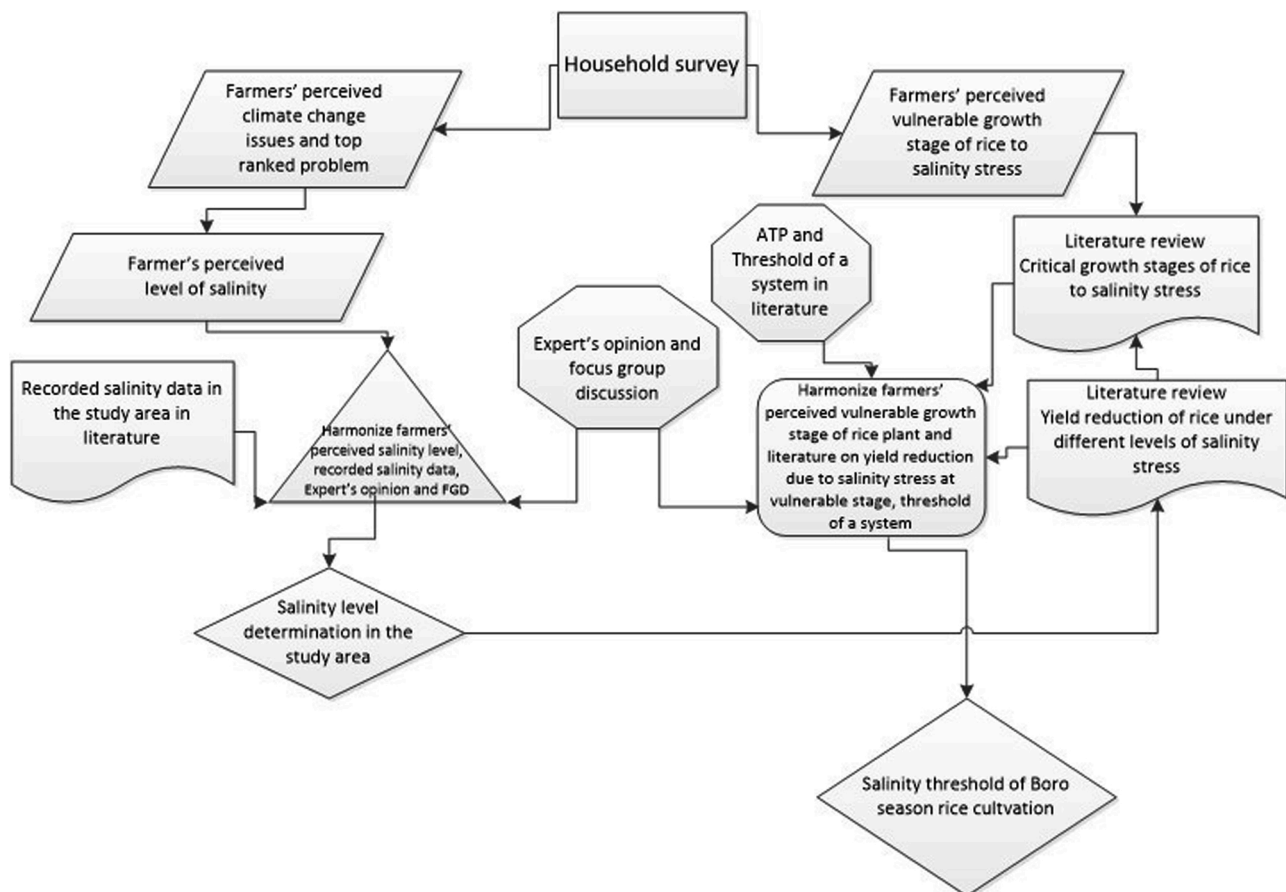 Household survey
Farmers' perceived
climate change
issues and top
ranked problem
Farmers' perceived
vulnerable growth
stage of rice to
salinity stress
Farmer's perceived
level of salinity
ATP and
Threshold of a
system in
literature
Literature review
Critical growth stages of rice
to salinity stress
Recorded salinity data in
the study area in
literature
Harmonize farmers'
perceived salinity level,
recorded salinity data,
Expert's opinion and FGD
Expert's opinion and
focus group
discussion
Harmonize farmers'
perceived vulnerable growth
stage of rice plant and
literature on yield reduction
due to salinity stress at
vulnerable stage, threshold
of a system
Literature review
Yield reduction of rice under
different levels of salinity
stress
Salinity level
determination in the
study area
Salinity threshold of Boro
season rice cultvation